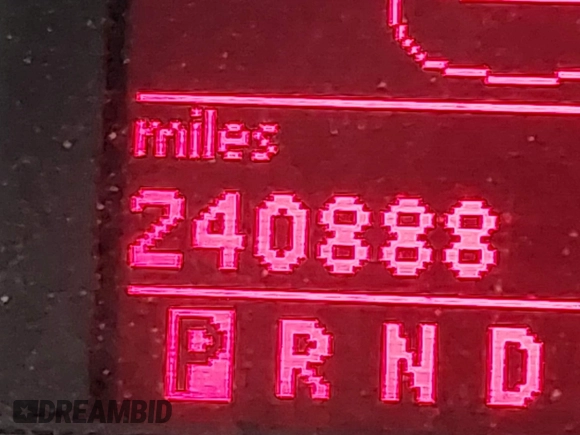 miles
240888
P R N D
DREAMBID